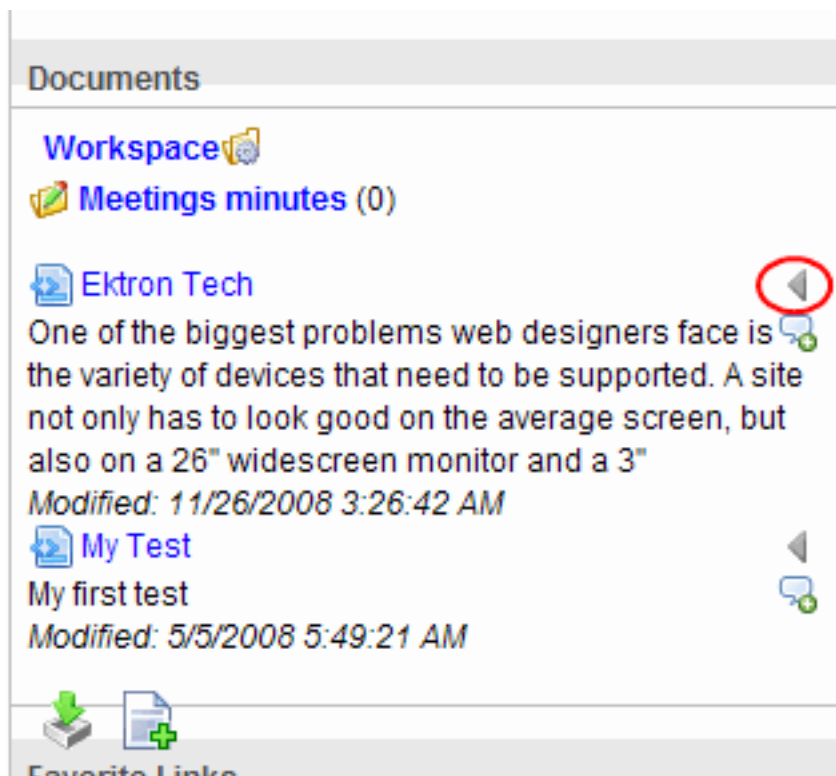 Documents
Workspace
Meetings minutes (0)
Ektron Tech
One of the biggest problems web designers face is
the variety of devices that need to be supported. A site
not only has to look good on the average screen, but
also on a 26" widescreen monitor and a 3"
Modified: 11/26/2008 3:26:42 AM
My Test
My first test
Modified: 5/5/2008 5:49:21 AM
Favorite Links